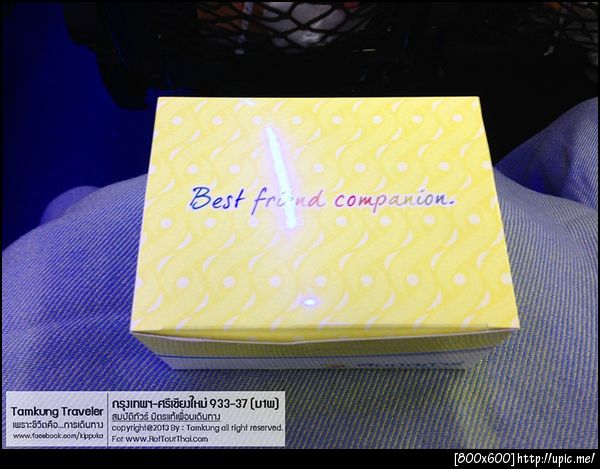 Best friend companion.
Tamkung Traveler
เพราะชีวิตคือ...การเดินทาง
www.facebook.com/kippuka
กรุงเทพฯ-ศรีเชียงใหม่ 933-37 (ม1พ)
สมบัติทัวร์ มิตรแท้เพื่อนเดินทาง
copyright@2013 By : Tamkung all right reserved.
For www.RotTourThai.com
[800x600]http://upic.me/